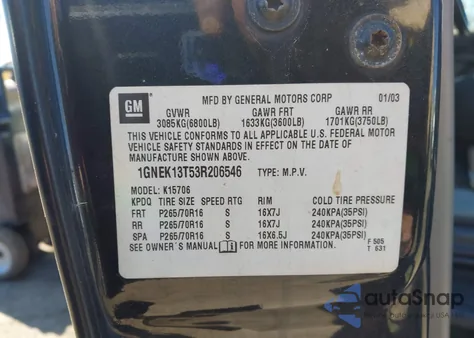 GM
MFD BY GENERAL MOTORS CORP 01/03
GVWR GAWR FRT GAWR RR
3085KG(6800LB) 1633KG(3600LB) 1701KG(3750LB)
THIS VEHICLE CONFORMS TO ALL APPLICABLE U.S. FEDERAL MOTOR
VEHICLE SAFETY STANDARDS IN EFFECT ON THE DATE OF
MANUFACTURE SHOWN ABOVE.
1GNEK13T53R206546 TYPE: M.P.V.
MODEL: K15706
KPDQ TIRE SIZE SPEED RTG RIM COLD TIRE PRESSURE
FRT P265/70R16 S 16X7J 240KPA(35PSI)
RR P265/70R16 S 16X7J 240KPA(35PSI)
SPA P265/70R16 S 16X6.5J 240KPA(35PSI)
SEE OWNER'S MANUAL FOR MORE INFORMATION.
F 505
T 631
autoSnap